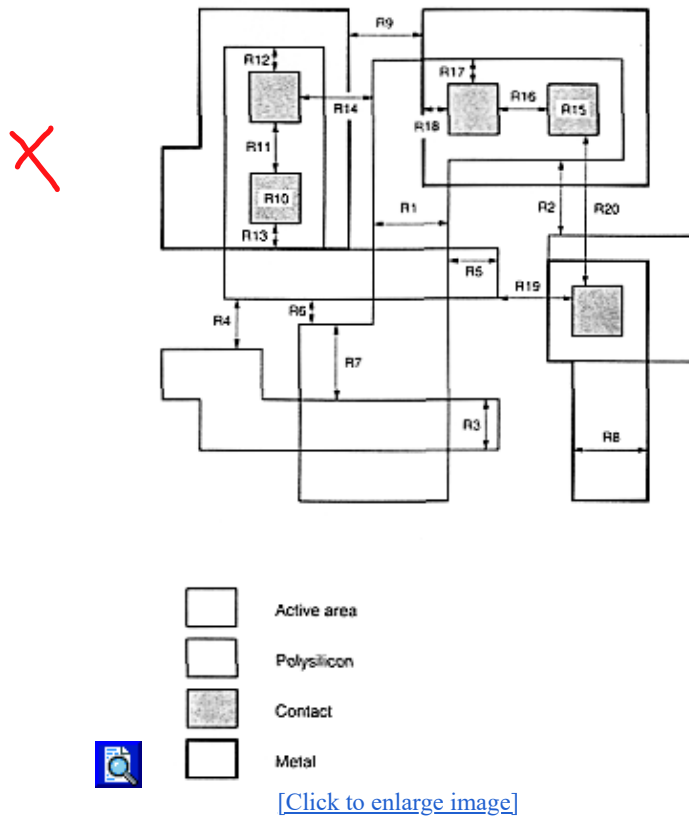 R9
R12
R17
R14
R16
R15
R18
R11
R10
R1
R2
R20
R13
R5
R19
R6
R4
R7
R3
R8
Active area
Polysilicon
Contact
Metal
[Click to enlarge image]